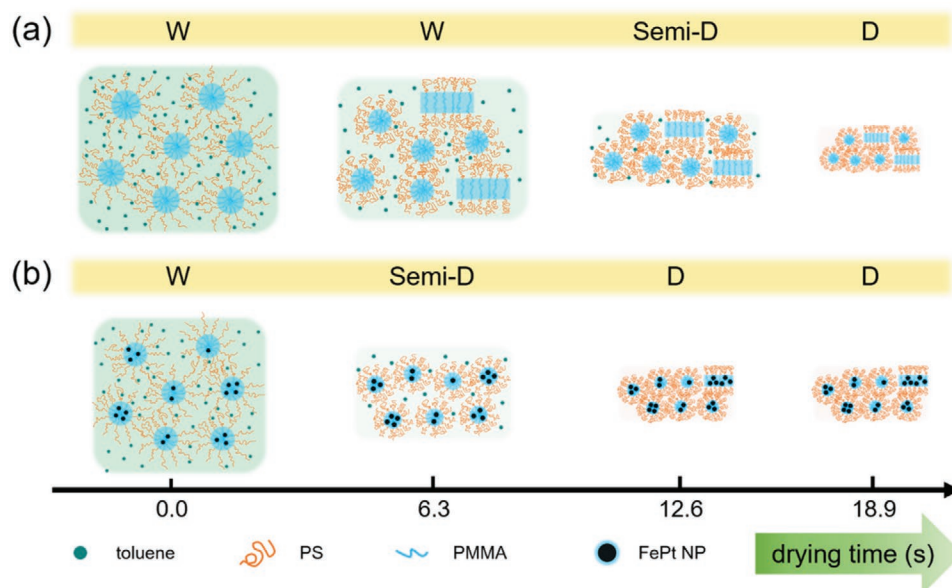 (a) W W Semi-D D
(b) W Semi-D D D
0.0 6.3 12.6 18.9
toluene PS PMMA FePt NP drying time (s)